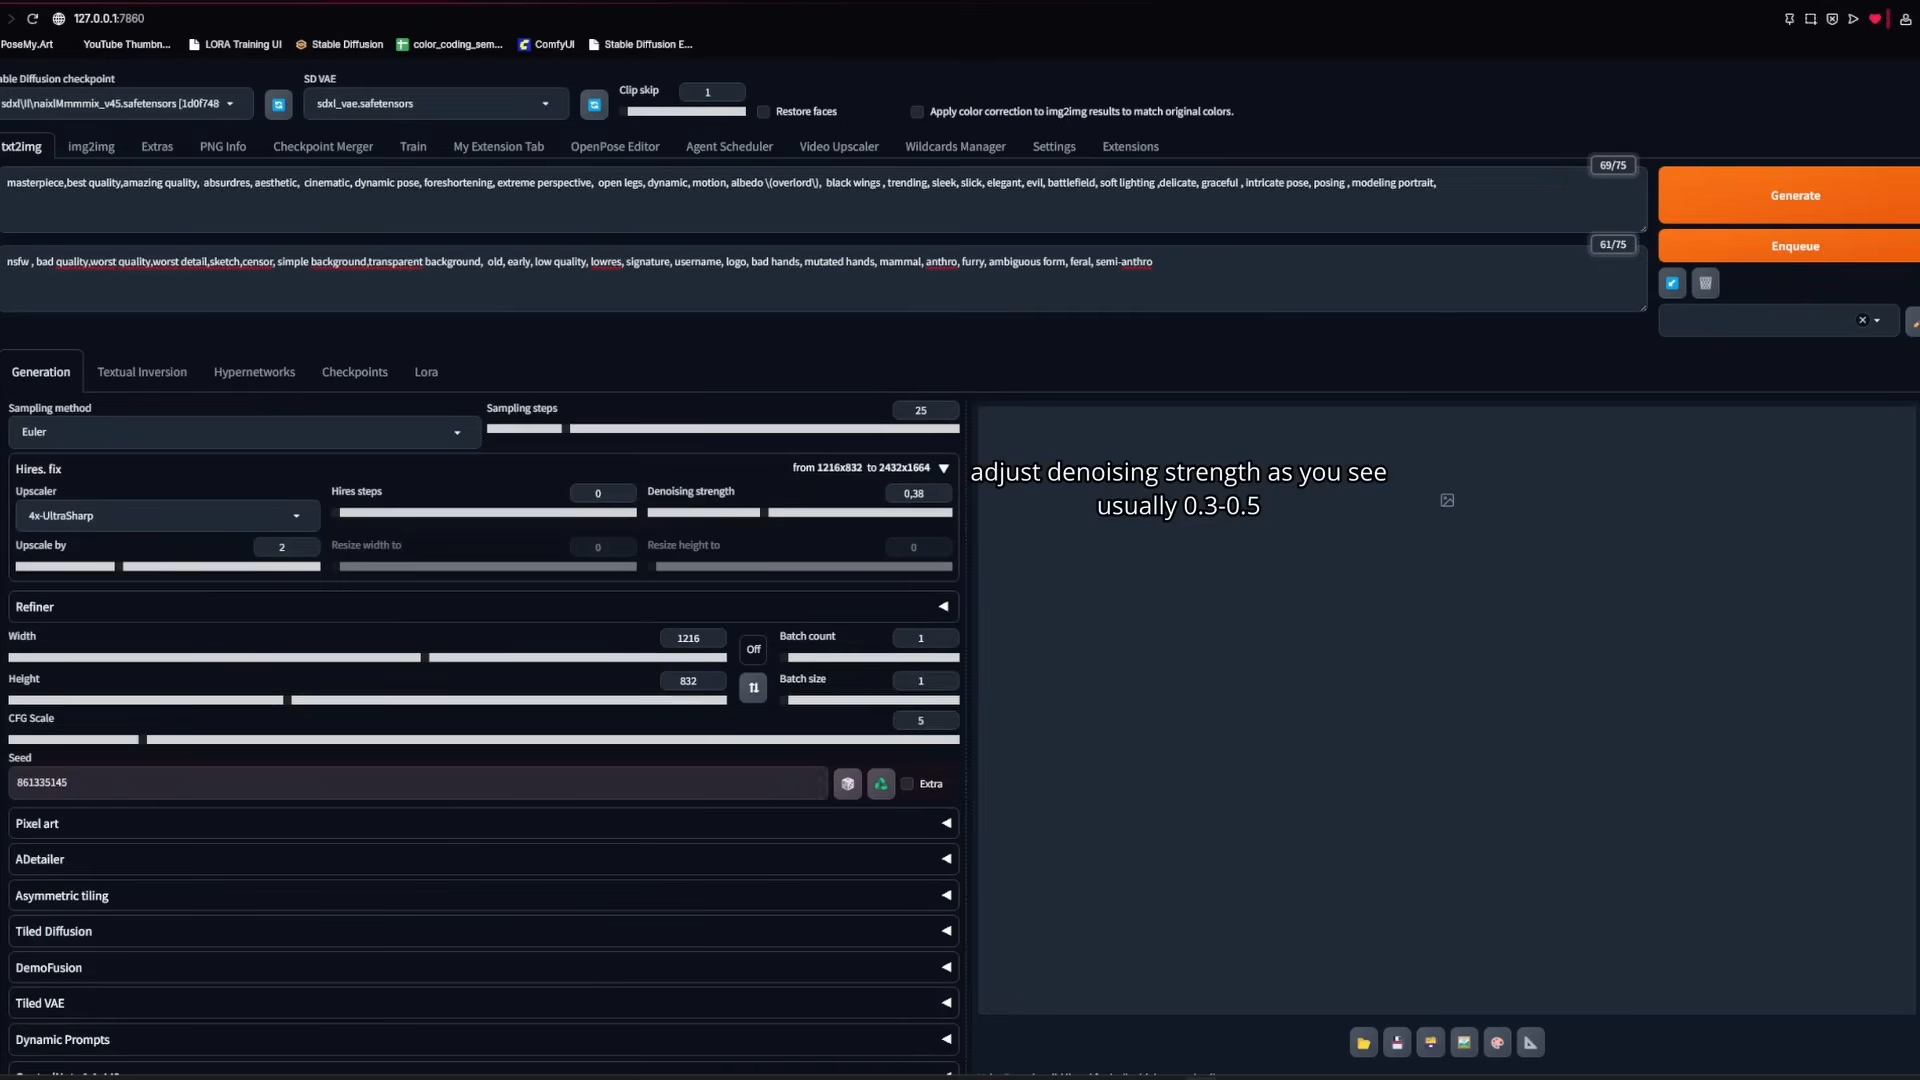 127.0.0.1:7860
PoseMy.Art YouTube Thumbn... LORA Training UI Stable Diffusion color_coding_sem... ComfyUI Stable Diffusion E...
able Diffusion checkpoint SD VAE Clip skip 1
sdxl\Il\naixlMmmmix_v45.safetensors [1d0f748 sdxl_vae.safetensors Restore faces Apply color correction to img2img results to match original colors.
txt2img img2img Extras PNG Info Checkpoint Merger Train My Extension Tab OpenPose Editor Agent Scheduler Video Upscaler Wildcards Manager Settings Extensions
69/75
masterpiece,best quality,amazing quality, absurdres, aesthetic, cinematic, dynamic pose, foreshortening, extreme perspective, open legs, dynamic, motion, albedo \(overlord\), black wings , trending, sleek, slick, elegant, evil, battlefield, soft lighting ,delicate, graceful , intricate pose, posing , modeling portrait,
Generate
61/75
Enqueue
nsfw , bad quality,worst quality,worst detail,sketch,censor, simple background,transparent background, old, early, low quality, lowres, signature, username, logo, bad hands, mutated hands, mammal, anthro, furry, ambiguous form, feral, semi-anthro
Generation Textual Inversion Hypernetworks Checkpoints Lora
Sampling method Sampling steps 25
Euler
Hires. fix from 1216x832 to 2432x1664
Upscaler Hires steps 0 Denoising strength 0,38
4x-UltraSharp
Upscale by 2 Resize width to 0 Resize height to 0
adjust denoising strength as you see
usually 0.3-0.5
Refiner
Width 1216 Batch count 1
Off
Height 832 Batch size 1
CFG Scale 5
Seed
861335145 Extra
Pixel art
ADetailer
Asymmetric tiling
Tiled Diffusion
DemoFusion
Tiled VAE
Dynamic Prompts